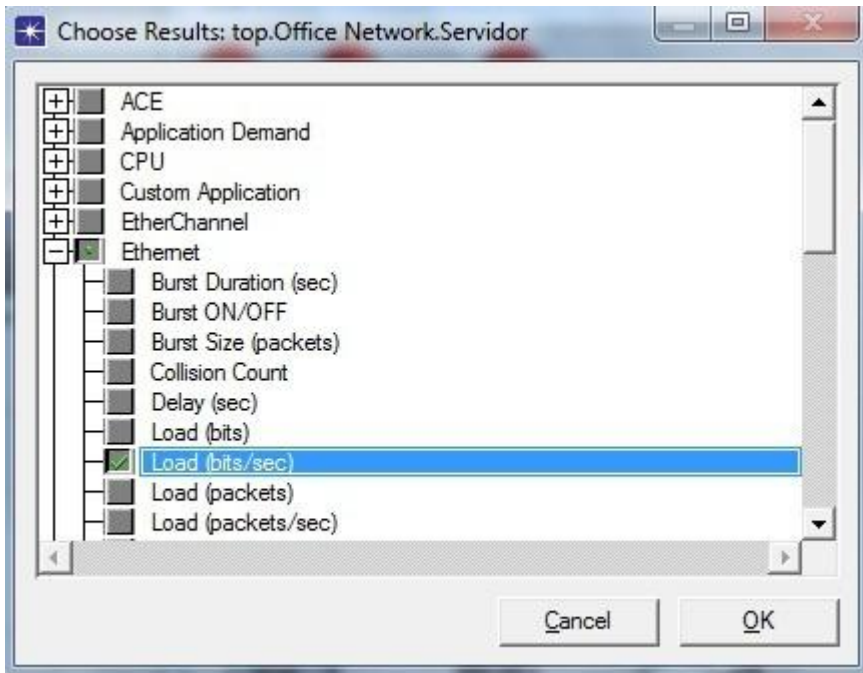 Choose Results: top.Office Network.Servidor
ACE
Application Demand
CPU
Custom Application
EtherChannel
Ethernet
Burst Duration (sec)
Burst ON/OFF
Burst Size (packets)
Collision Count
Delay (sec)
Load (bits)
Load (bits/sec)
Load (packets)
Load (packets/sec)
Cancel
OK